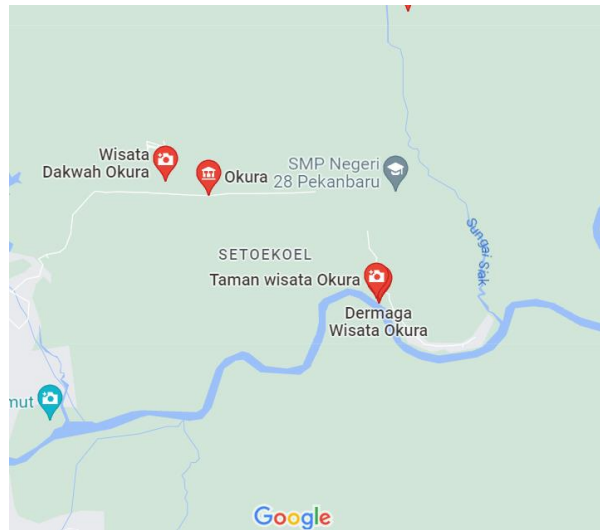 Wisata
Dakwah Okura
Okura
SMP Negeri
28 Pekanbaru
SETOEKOEL
Sungai Siak
Taman wisata Okura
Dermaga
Wisata Okura
mut
Google